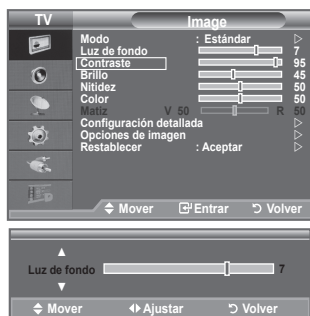 TV Image
Modo : Estándar
Luz de fondo 7
Contraste 95
Brillo 45
Nitidez 50
Color 50
Matiz V 50 R 50
Configuración detallada
Opciones de imagen
Restablecer : Aceptar
Mover Entrar Volver
Luz de fondo 7
Mover Ajustar Volver